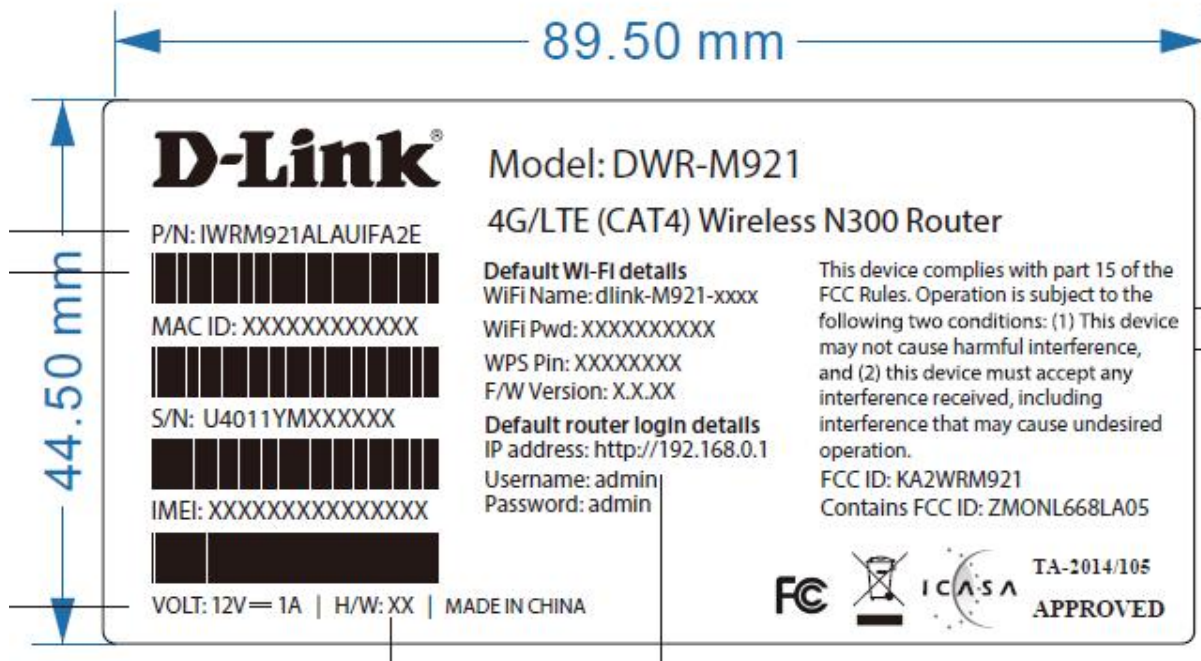 89.50 mm
44.50 mm
D-Link®
P/N: IWRM921ALAUIFA2E
MAC ID: XXXXXXXXXXXX
S/N: U4011YMXXXXXX
IMEI: XXXXXXXXXXXXXXX
VOLT: 12V⎓1A | H/W: XX | MADE IN CHINA
Model: DWR-M921
4G/LTE (CAT4) Wireless N300 Router
Default Wi-Fi details
WiFi Name: dlink-M921-xxxx
WiFi Pwd: XXXXXXXXXX
WPS Pin: XXXXXXXX
F/W Version: X.X.XX
Default router login details
IP address: http://192.168.0.1
Username: admin
Password: admin
This device complies with part 15 of the
FCC Rules. Operation is subject to the
following two conditions: (1) This device
may not cause harmful interference,
and (2) this device must accept any
interference received, including
interference that may cause undesired
operation.
FCC ID: KA2WRM921
Contains FCC ID: ZMONL668LA05
FC
ICASA
TA-2014/105
APPROVED